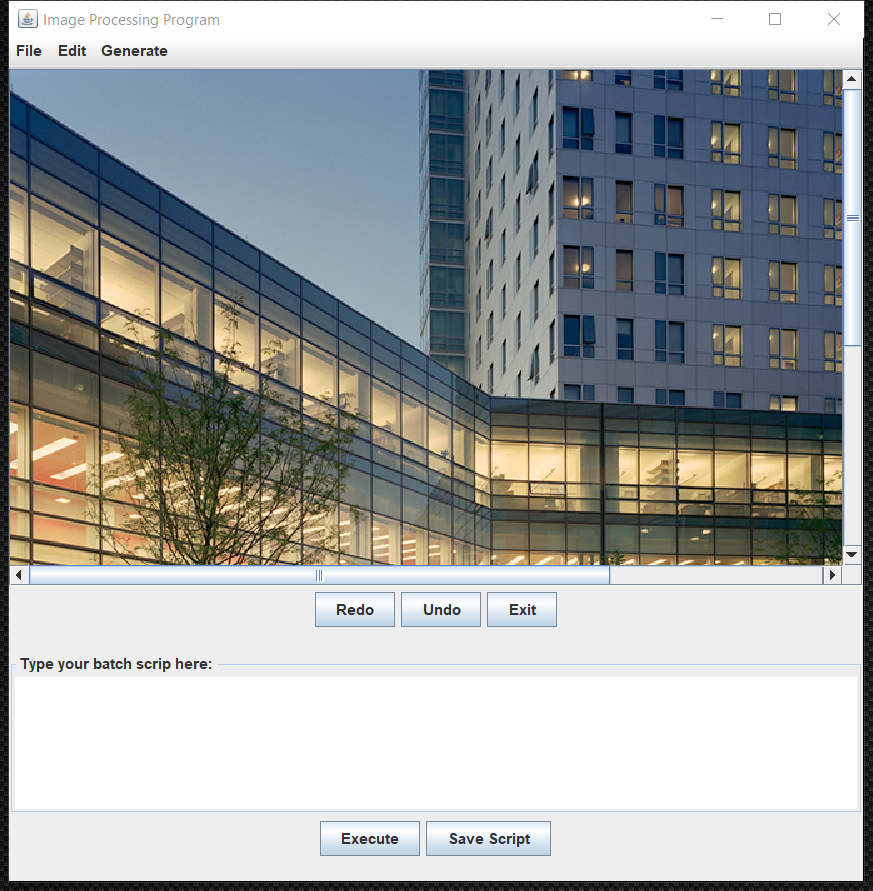 Image Processing Program
File Edit Generate
Redo Undo Exit
Type your batch scrip here:
Execute Save Script